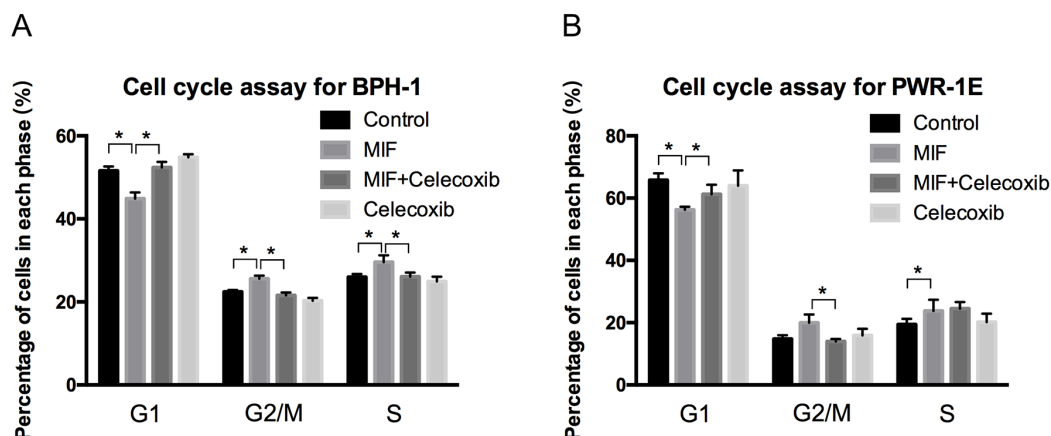 A
Cell cycle assay for BPH-1
Percentage of cells in each phase (%)
Control
MIF
MIF+Celecoxib
Celecoxib
60
40
20
0
* *
* *
* *
G1 G2/M S
B
Cell cycle assay for PWR-1E
Percentage of cells in each phase (%)
Control
MIF
MIF+Celecoxib
Celecoxib
80
60
40
20
0
* *
*
*
G1 G2/M S